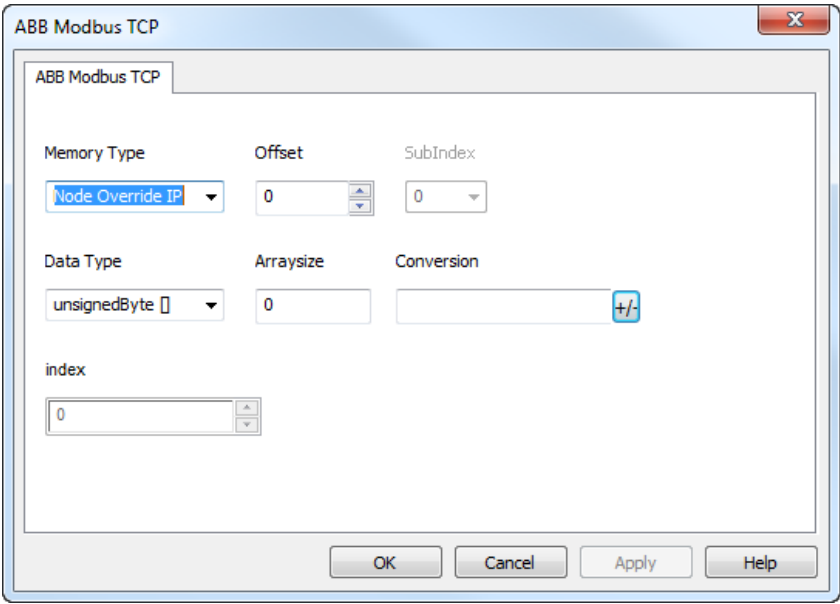 ABB Modbus TCP
ABB Modbus TCP
Memory Type Offset SubIndex
Node Override IP 0 0
Data Type Arraysize Conversion
unsignedByte [] 0 +/-
index
0
OK Cancel Apply Help